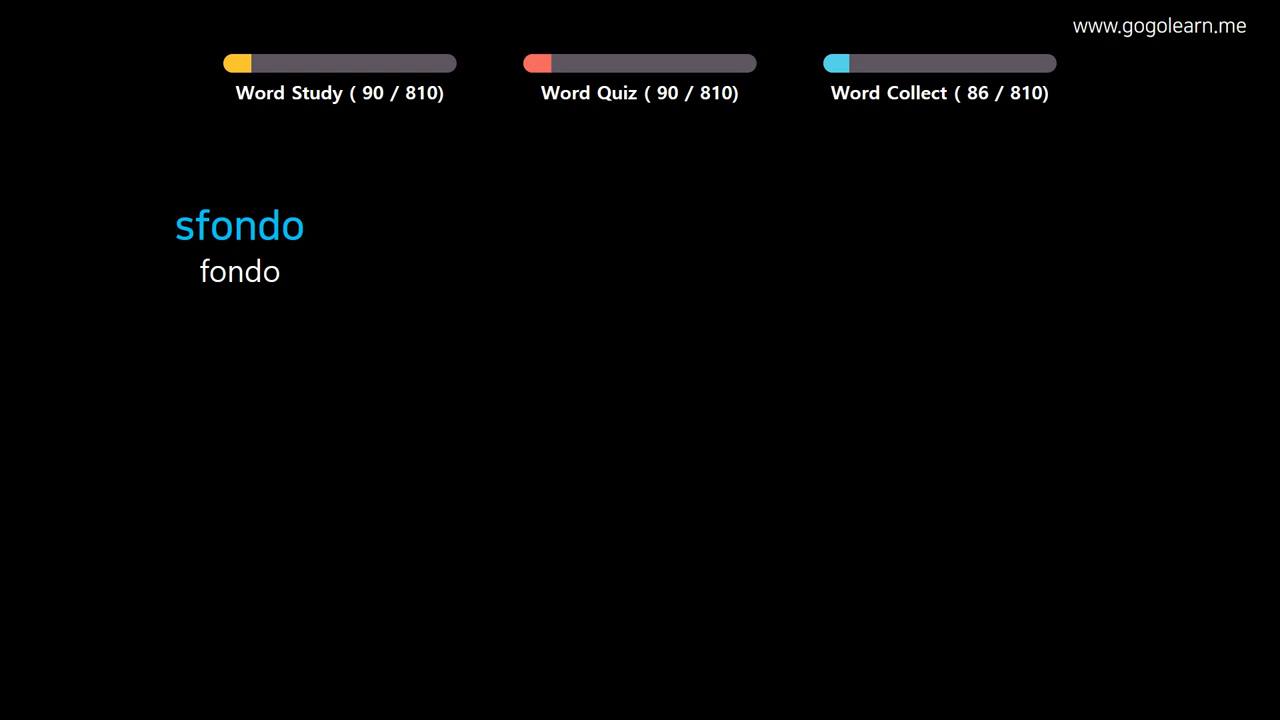 www.gogolearn.me
Word Study ( 90 / 810)
Word Quiz ( 90 / 810)
Word Collect ( 86 / 810)
sfondo
fondo